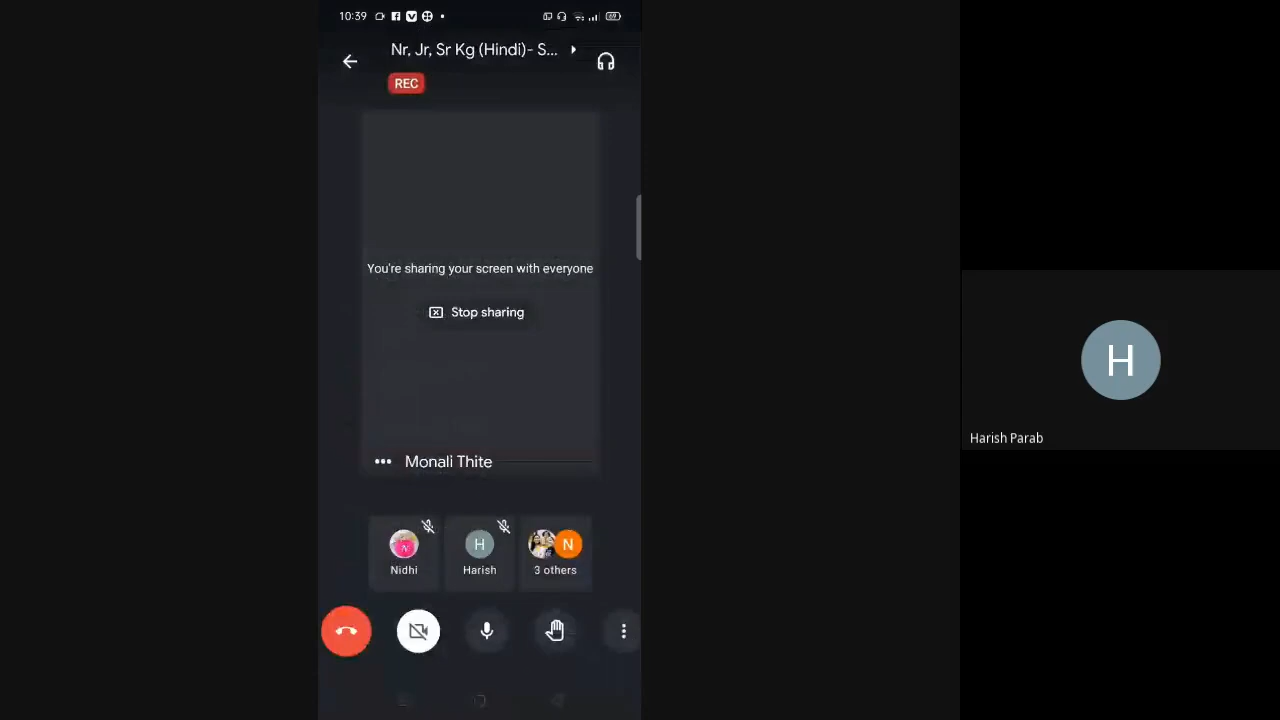 10:39
69
Nr, Jr, Sr Kg (Hindi)- S...
REC
You're sharing your screen with everyone
Stop sharing
Monali Thite
Nidhi
H
Harish
N
3 others
H
Harish Parab